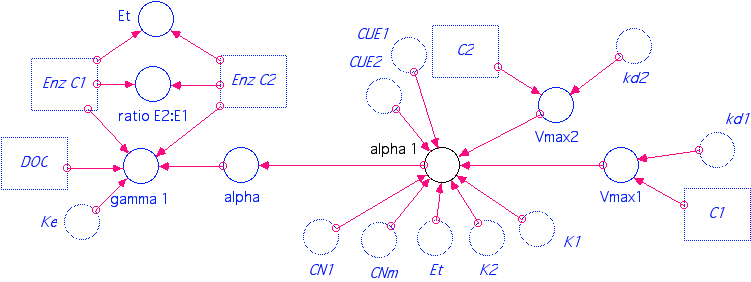 Et
CUE1
C2
CUE2
Enz C1
Enz C2
kd2
ratio E2:E1
kd1
Vmax2
alpha 1
DOC
gamma 1
alpha
Vmax1
Ke
C1
CN1
CNm
Et
K2
K1